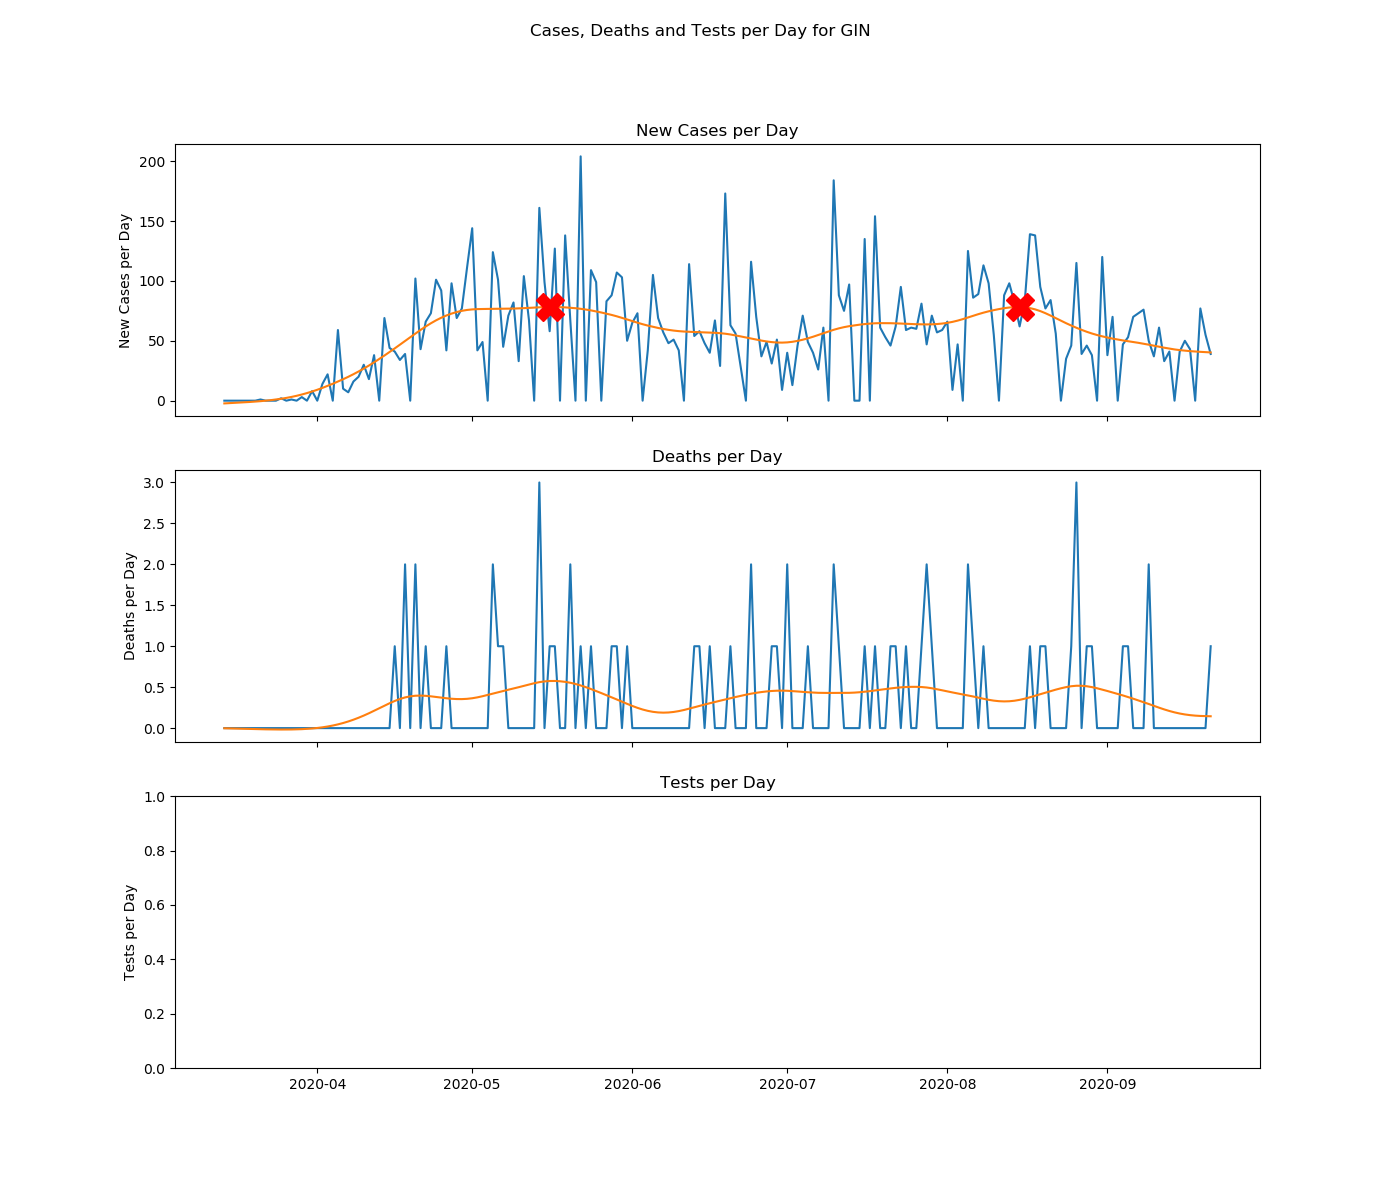 Cases, Deaths and Tests per Day for GIN
New Cases per Day
New Cases per Day
200
150
100
50
0
Deaths per Day
Deaths per Day
3.0
2.5
2.0
1.5
1.0
0.5
0.0
Tests per Day
Tests per Day
1.0
0.8
0.6
0.4
0.2
0.0
2020-04 2020-05 2020-06 2020-07 2020-08 2020-09